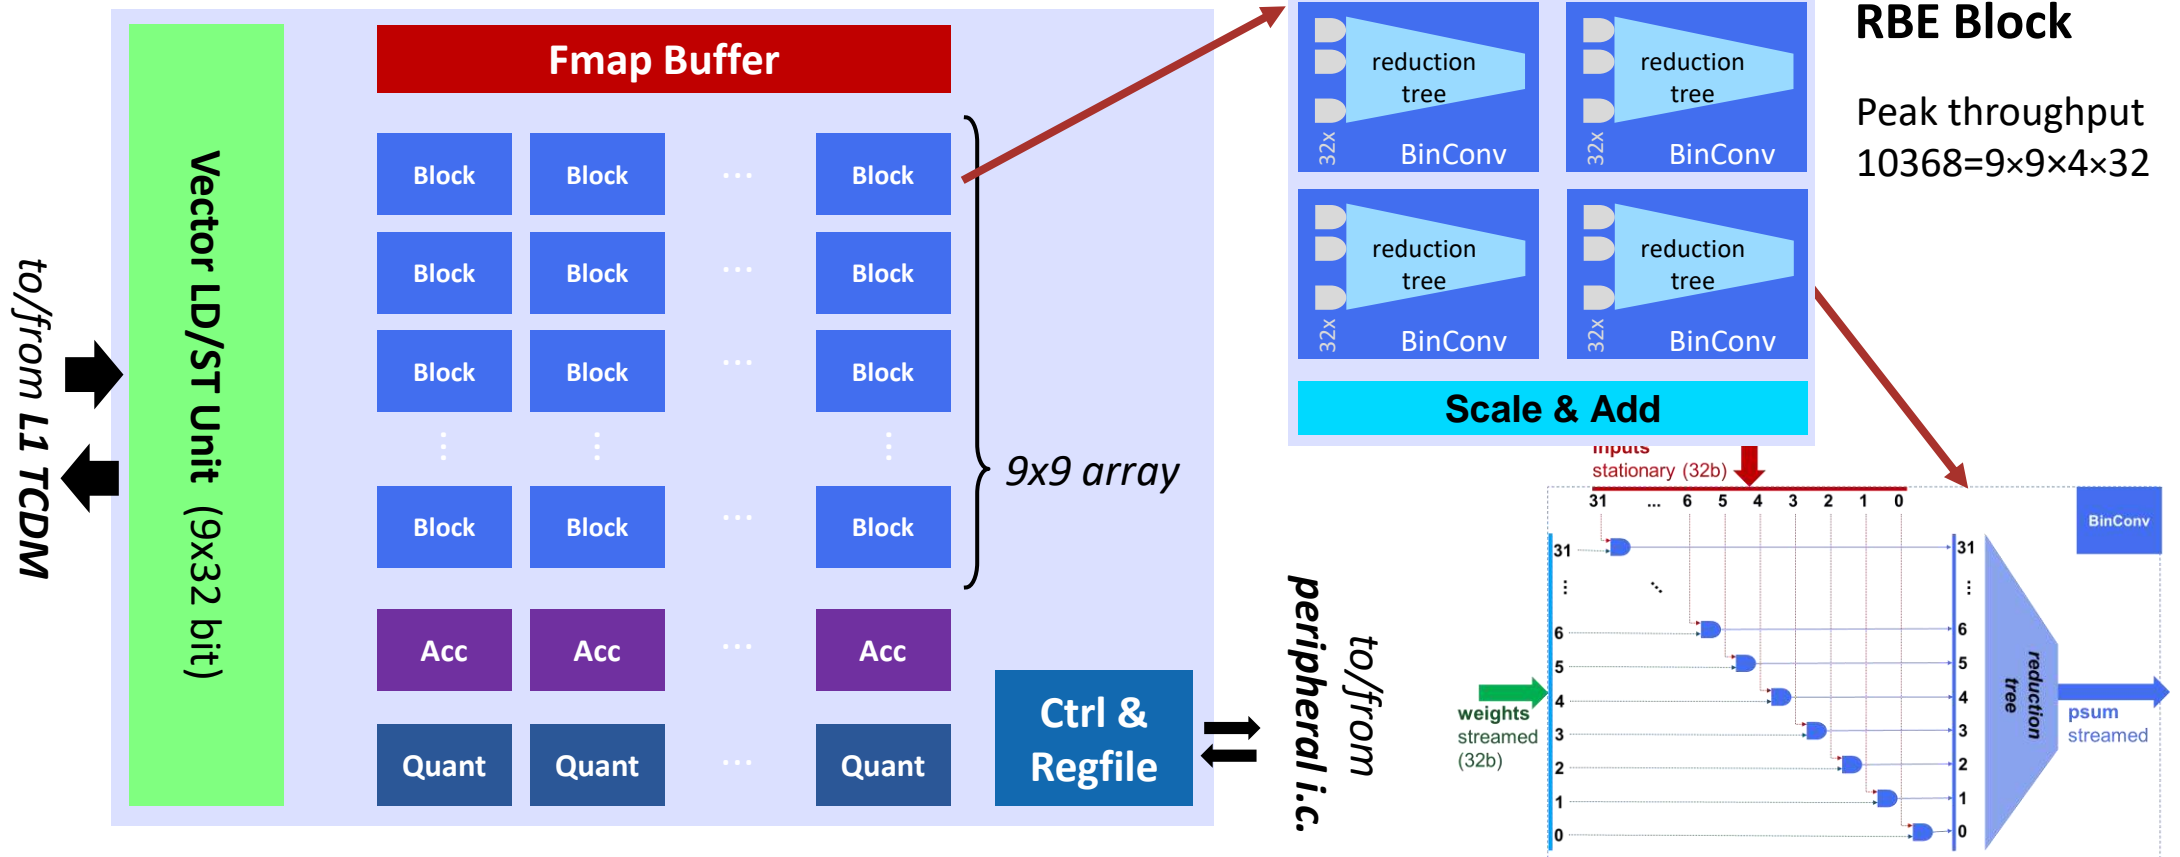 Fmap Buffer
Vector LD/ST Unit (9x32 bit)
to/from L1 TCDM
Block
Block
...
Block
Block
Block
...
Block
Block
Block
...
Block
⋮
⋮
⋮
Block
Block
...
Block
9x9 array
Acc
Acc
...
Acc
Quant
Quant
...
Quant
Ctrl &
Regfile
to/from
peripheral i.c.
reduction
tree
32x
BinConv
reduction
tree
32x
BinConv
reduction
tree
32x
BinConv
reduction
tree
32x
BinConv
Scale & Add
RBE Block
Peak throughput
10368=9×9×4×32
inputs
stationary (32b)
31 ... 6 5 4 3 2 1 0
BinConv
31
⋮
6
5
4
3
2
1
0
⋱
weights
streamed
(32b)
31
⋮
6
5
4
3
2
1
0
reduction
tree
psum
streamed